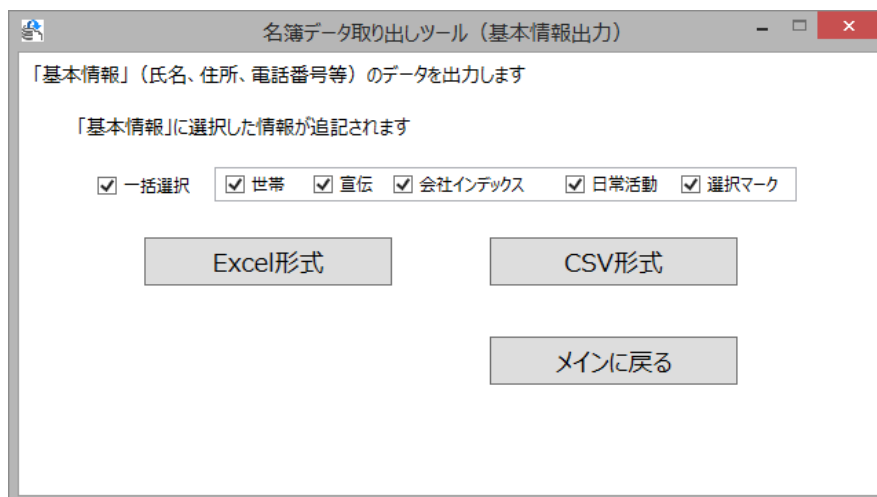 名簿データ取り出しツール（基本情報出力）
「基本情報」（氏名、住所、電話番号等）のデータを出力します
「基本情報」に選択した情報が追記されます
一括選択 世帯 宣伝 会社インデックス 日常活動 選択マーク
Excel形式 CSV形式
メインに戻る